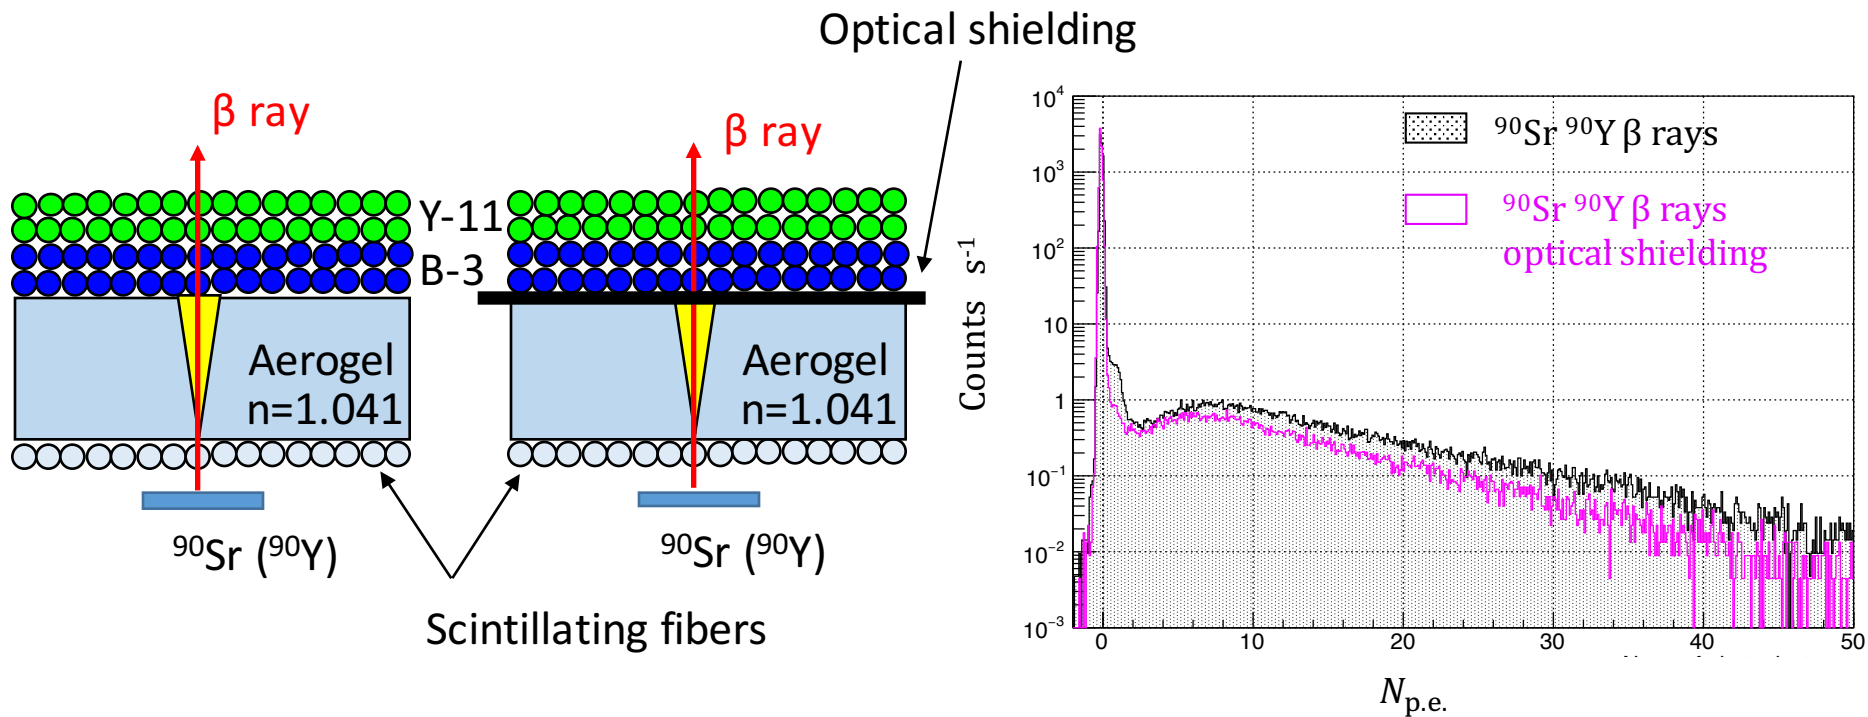 Optical shielding
β ray
β ray
Y-11
B-3
Aerogel
n=1.041
Aerogel
n=1.041
⁹⁰Sr (⁹⁰Y)
⁹⁰Sr (⁹⁰Y)
Scintillating fibers
Counts s⁻¹
10⁴
10³
10²
10
1
10⁻¹
10⁻²
10⁻³
⁹⁰Sr ⁹⁰Y β rays
⁹⁰Sr ⁹⁰Y β rays
optical shielding
0 10 20 30 40 50
Nₚ.ₑ.